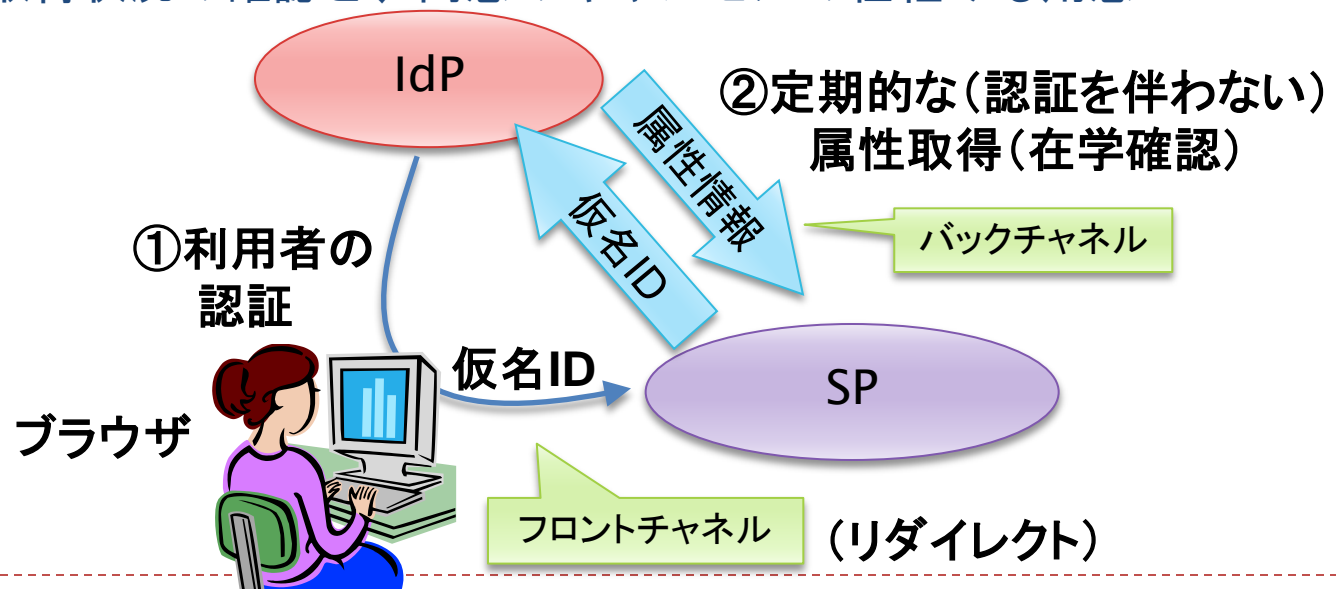 IdP
②定期的な（認証を伴わない）
属性取得（在学確認）
属性情報
仮名ID
バックチャネル
①利用者の
認証
仮名ID
SP
ブラウザ
フロントチャネル
（リダイレクト）